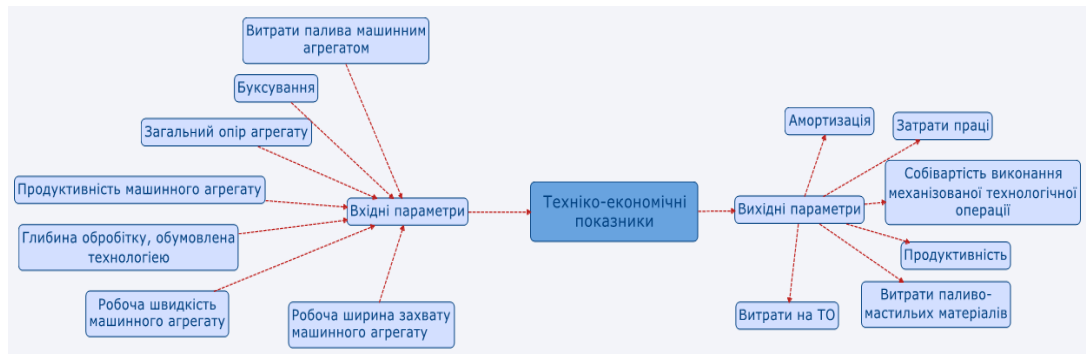 Витрати палива машинним
агрегатом
Буксування
Загальний опір агрегату
Продуктивність машинного агрегату
Вхідні параметри
Глибина обробітку, обумовлена
технологією
Робоча швидкість
машинного агрегату
Робоча ширина захвату
машинного агрегату
Техніко-економічні
показники
Амортизація
Затрати праці
Собівартість виконання
механізованої технологічної
операції
Вихідні параметри
Продуктивність
Витрати паливо-
мастильих матеріалів
Витрати на ТО